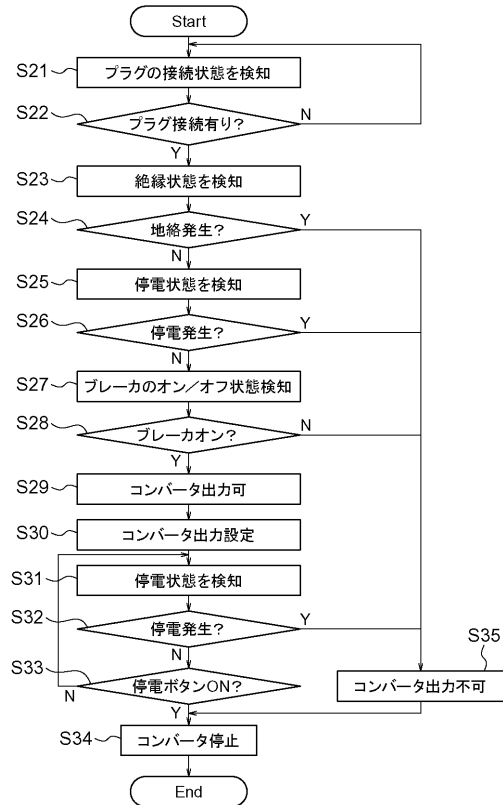 Start
S21
プラグの接続状態を検知
S22
プラグ接続有り？
N
Y
S23
絶縁状態を検知
S24
地絡発生？
Y
N
S25
停電状態を検知
S26
停電発生？
Y
N
S27
ブレーカのオン／オフ状態検知
S28
ブレーカオン？
N
Y
S29
コンバータ出力可
S30
コンバータ出力設定
S31
停電状態を検知
S32
停電発生？
Y
N
S33
停電ボタンON？
N
Y
S35
コンバータ出力不可
S34
コンバータ停止
End